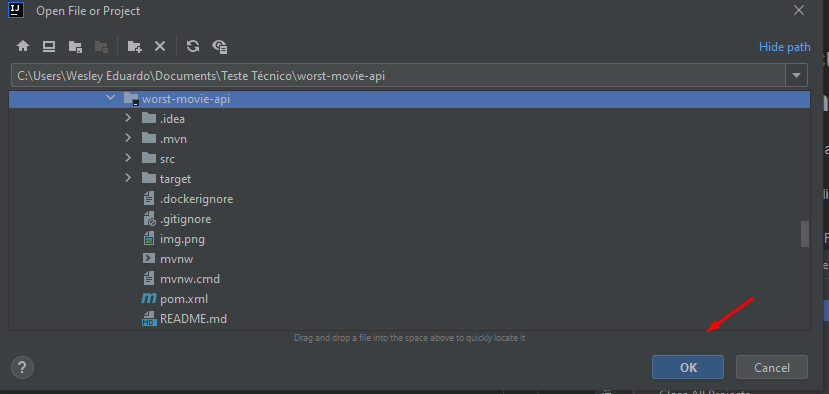 IJ
Open File or Project
Hide path
C:\Users\Wesley Eduardo\Documents\Teste Técnico\worst-movie-api
worst-movie-api
.idea
.mvn
src
target
.dockerignore
.gitignore
img.png
mvnw
mvnw.cmd
m pom.xml
MD README.md
Drag and drop a file into the space above to quickly locate it
? OK Cancel